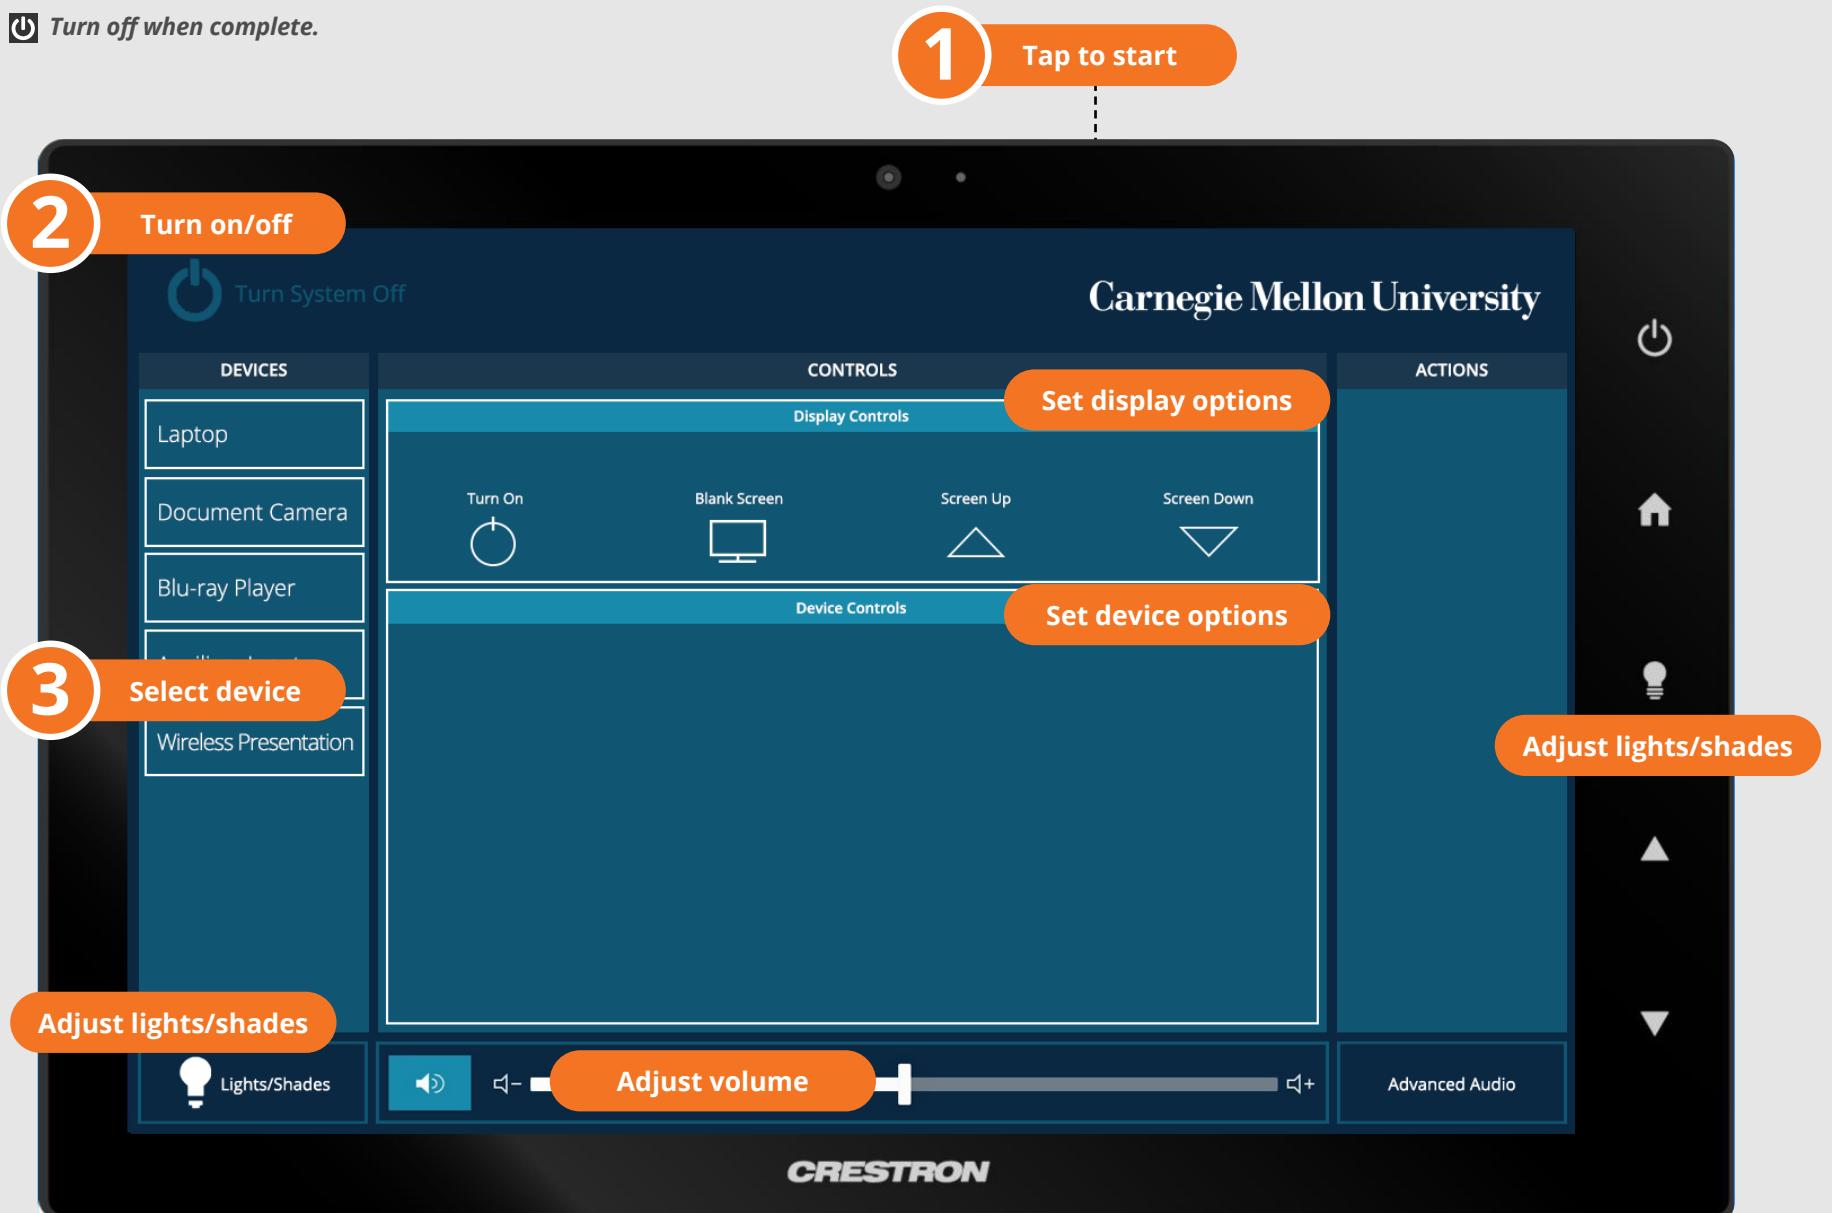 Turn off when complete.
1 Tap to start
2 Turn on/off
Turn System Off
Carnegie Mellon University
DEVICES
CONTROLS
ACTIONS
Set display options
Display Controls
Laptop
Turn On
Blank Screen
Screen Up
Screen Down
Document Camera
Blu-ray Player
Device Controls
Set device options
3 Select device
Wireless Presentation
Adjust lights/shades
Adjust lights/shades
Lights/Shades
Adjust volume
Advanced Audio
CRESTRON